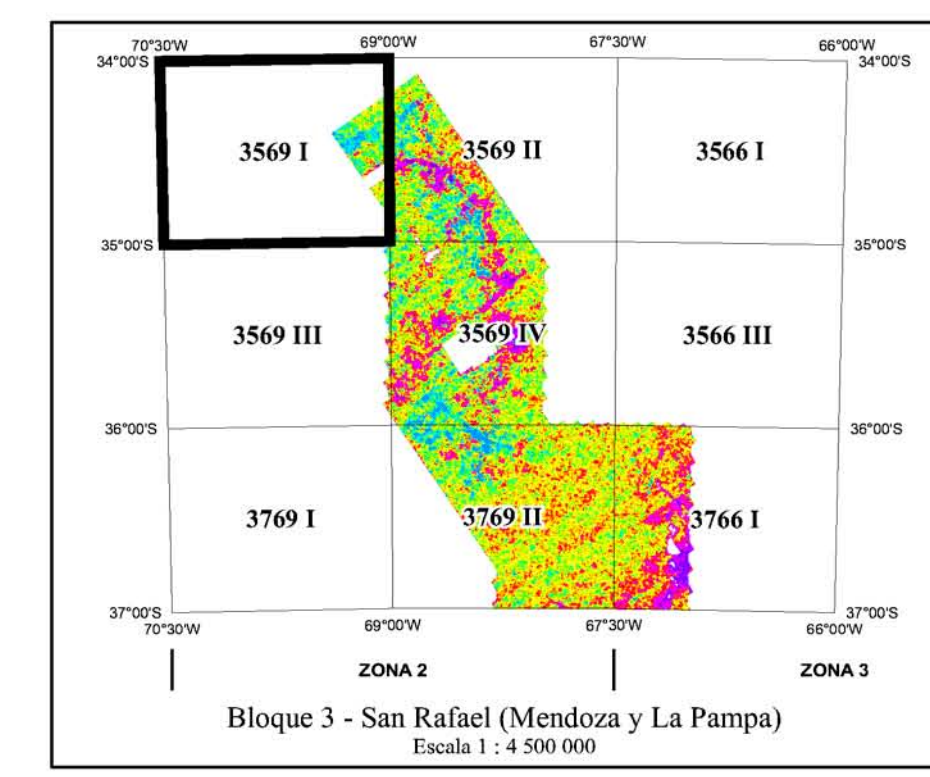 70°30'W 69°00'W 67°30'W 66°00'W
34°00'S 34°00'S
3569 I 3569 II 3566 I
35°00'S 35°00'S
3569 III 3569 IV 3566 III
36°00'S 36°00'S
3769 I 3769 II 3766 I
37°00'S 37°00'S
70°30'W 69°00'W 67°30'W 66°00'W
ZONA 2 ZONA 3
Bloque 3 - San Rafael (Mendoza y La Pampa)
Escala 1 : 4 500 000